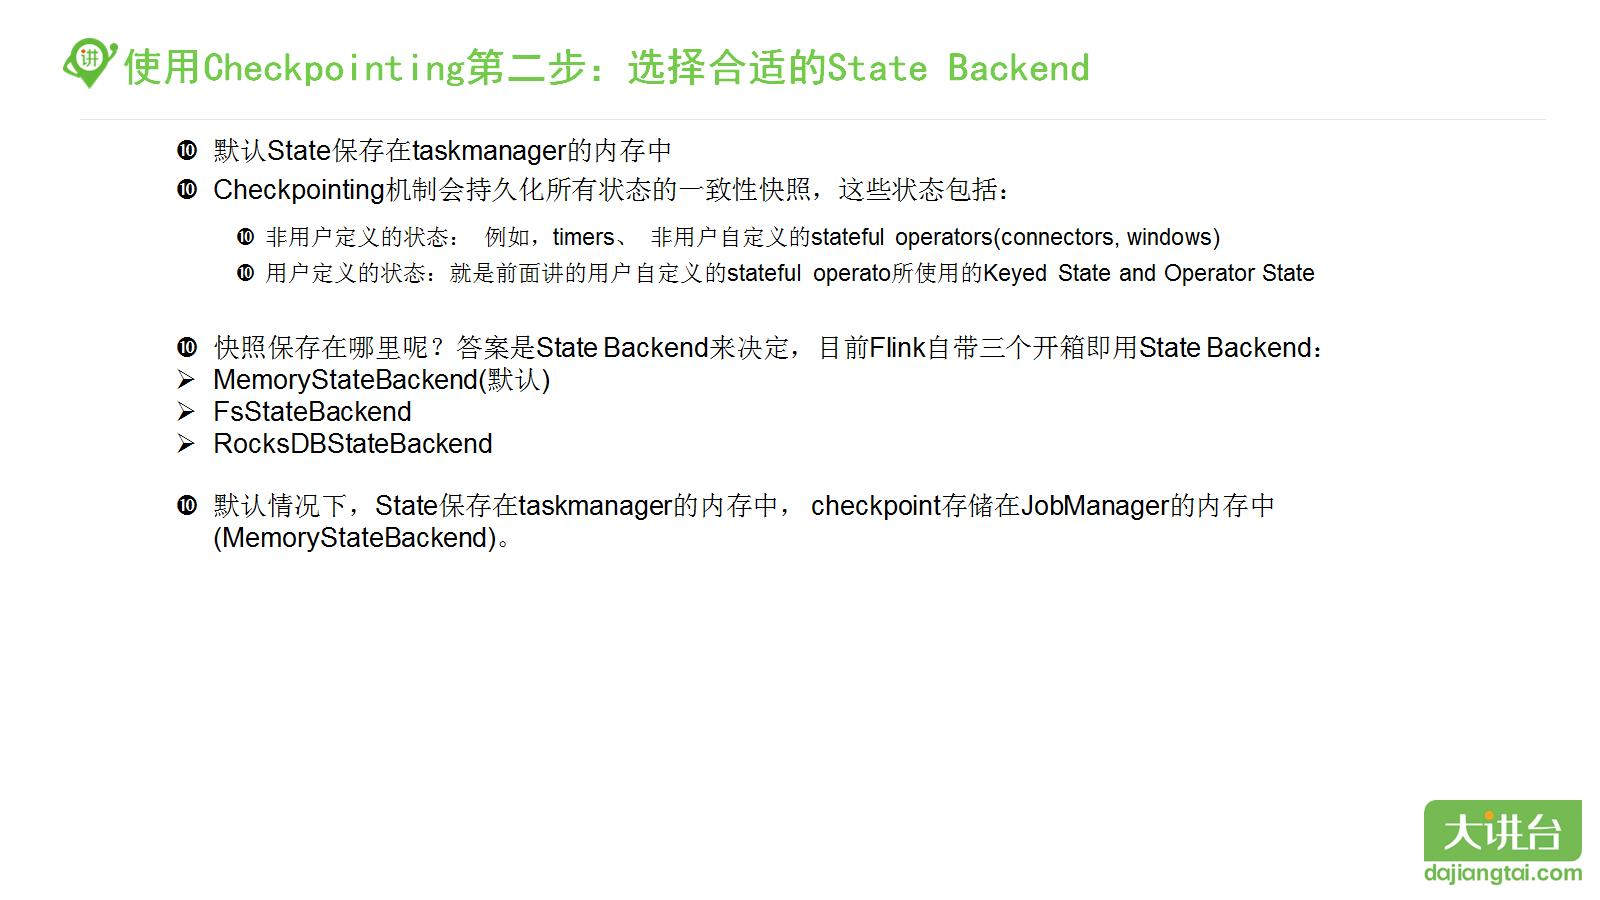 讲
使用Checkpointing第二步：选择合适的State Backend
❿ 默认State保存在taskmanager的内存中
❿ Checkpointing机制会持久化所有状态的一致性快照，这些状态包括：
❿ 非用户定义的状态： 例如，timers、 非用户自定义的stateful operators(connectors, windows)
❿ 用户定义的状态：就是前面讲的用户自定义的stateful operato所使用的Keyed State and Operator State
❿ 快照保存在哪里呢？答案是State Backend来决定，目前Flink自带三个开箱即用State Backend：
➢ MemoryStateBackend(默认)
➢ FsStateBackend
➢ RocksDBStateBackend
❿ 默认情况下，State保存在taskmanager的内存中， checkpoint存储在JobManager的内存中
(MemoryStateBackend)。
大讲台
dajiangtai.com